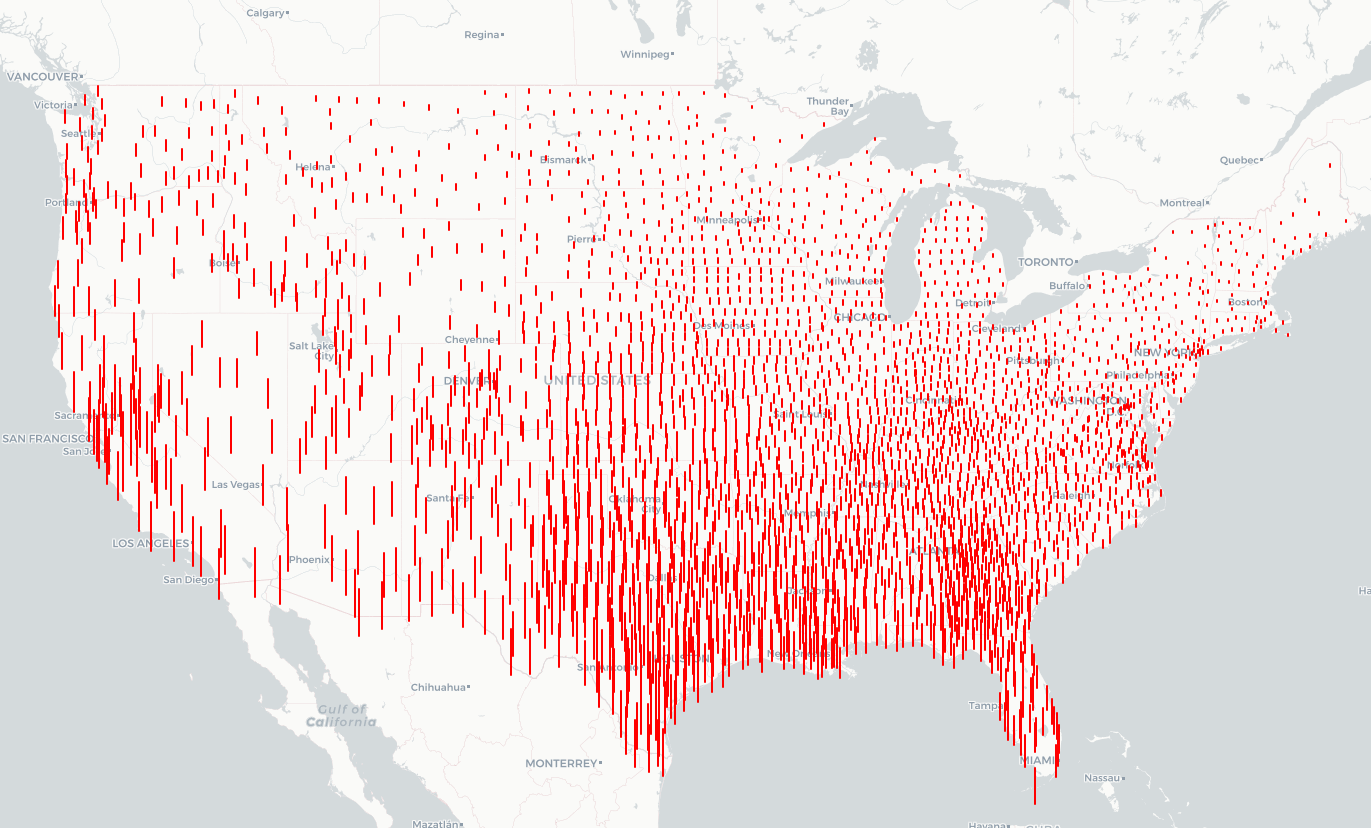 Calgary
Regina
Winnipeg
VANCOUVER
Victoria
Thunder
Bay
Seattle
Quebec
Bismarck
Helena
Portland
Montreal
Minneapolis
Pierre
Boise
TORONTO
Milwaukee
Buffalo
Detroit
Boston
CHICAGO
Des Moines
Cleveland
Cheyenne
Salt Lake
City
NEW YORK
Pittsburgh
Philadelphia
DENVER
UNITED STATES
Cincinnati
WASHINGTON
D.C.
Sacramento
Saint Louis
SAN FRANCISCO
San Jose
Norfolk
Las Vegas
Nashville
Santa Fe
Oklahoma
City
Raleigh
Memphis
LOS ANGELES
ATLANTA
Phoenix
San Diego
Dallas
Jackson
Ha
New Orleans
HOUSTON
San Antonio
Chihuahua
Gulf of
California
Tampa
MIAMI
MONTERREY
Nassau
Mazatlán
Havana
CUBA